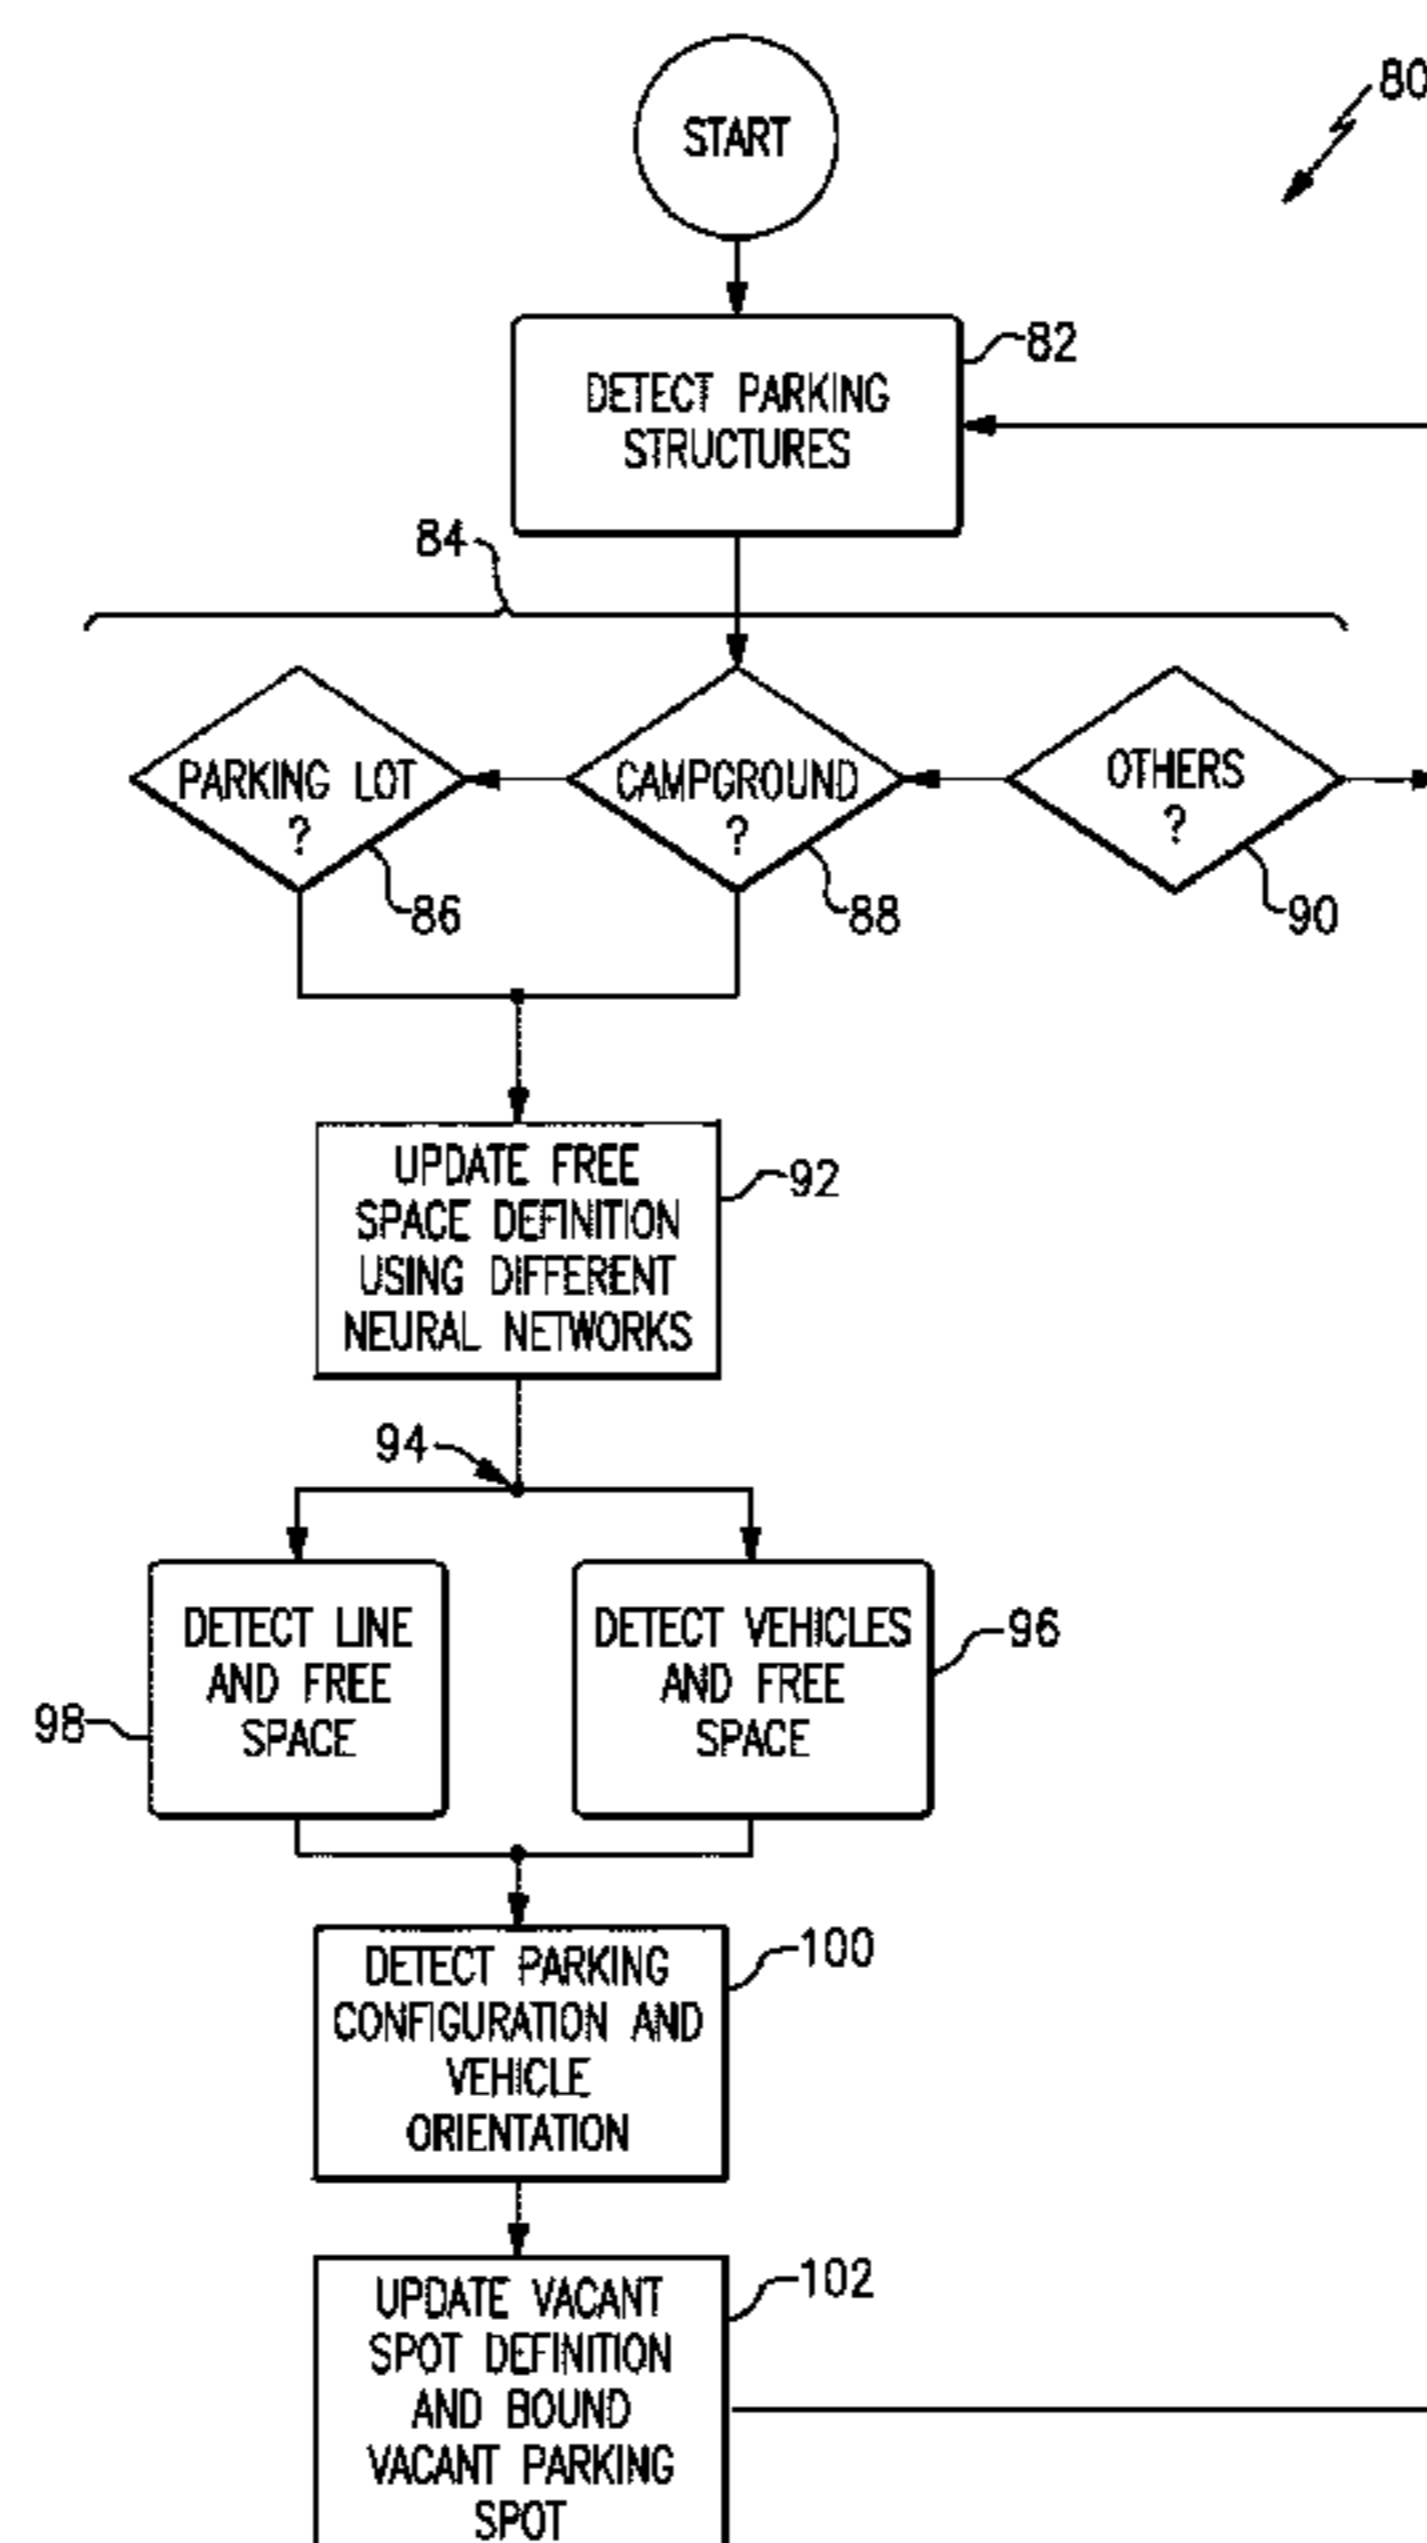 START
80
DETECT PARKING
STRUCTURES
82
84
PARKING LOT
?
86
CAMPGROUND
?
88
OTHERS
?
90
UPDATE FREE
SPACE DEFINITION
USING DIFFERENT
NEURAL NETWORKS
92
94
DETECT LINE
AND FREE
SPACE
98
DETECT VEHICLES
AND FREE
SPACE
96
DETECT PARKING
CONFIGURATION AND
VEHICLE
ORIENTATION
100
UPDATE VACANT
SPOT DEFINITION
AND BOUND
VACANT PARKING
SPOT
102